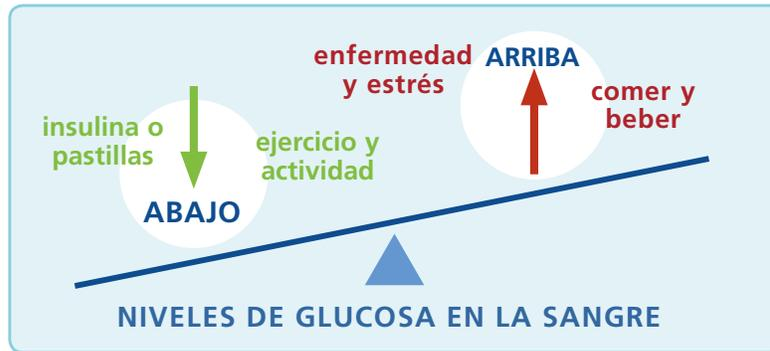 insulina o
pastillas
ABAJO
ejercicio y
actividad
enfermedad
y estrés
ARRIBA
comer y
beber
NIVELES DE GLUCOSA EN LA SANGRE